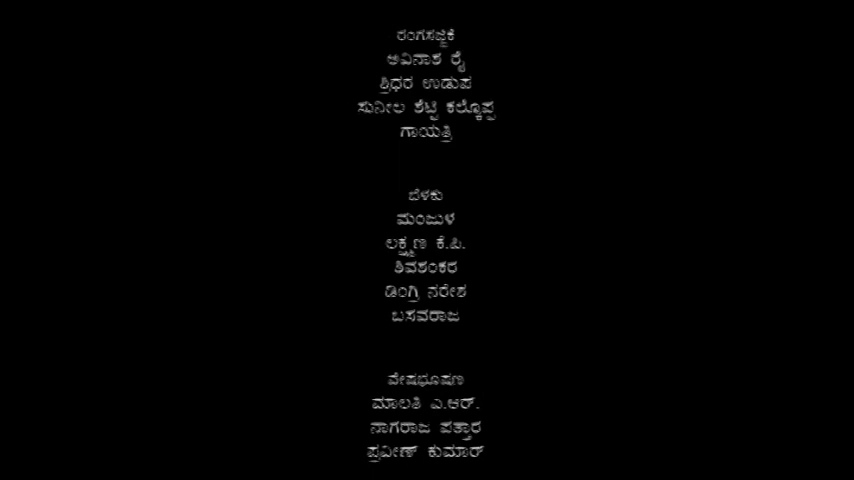 ರಂಗಸಜ್ಜಿಕೆ
ಅವಿನಾಶ ರೈ
ಶ್ರಿಧರ ಉಡುಪ
ಸುನೀಲ ಶೆಟ್ಟಿ ಕಲ್ಕೊಪ್ಪ
ಗಾಯತ್ರಿ
ಬೆಳಕು
ಮಂಜುಳ
ಲಕ್ಷ್ಮಣ ಕೆ.ಪಿ.
ಶಿವಶಂಕರ
ಡಿಂಗ್ರಿ ನರೇಶ
ಬಸವರಾಜ
ವೇಷಭೂಷಣ
ಮಾಲತಿ ಎ.ಆರ್.
ನಾಗರಾಜ ಪತ್ತಾರ
ಪ್ರವೀಣ್ ಕುಮಾರ್